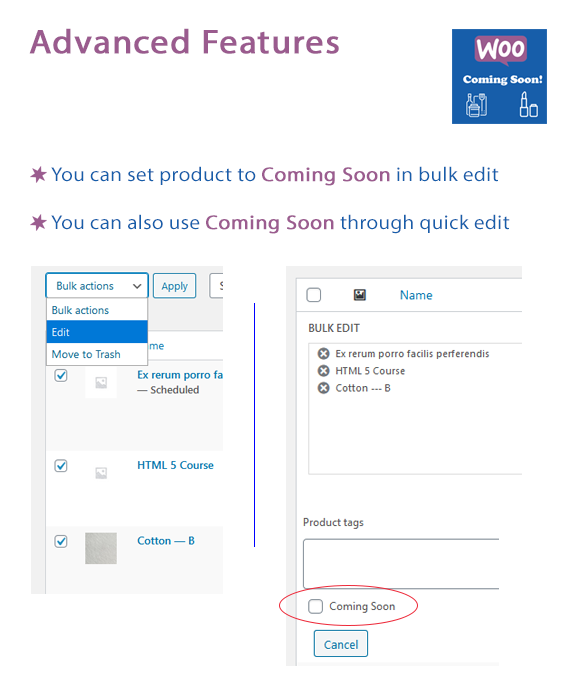 Advanced Features
WOO
Coming Soon!
You can set product to Coming Soon in bulk edit
You can also use Coming Soon through quick edit
Bulk actions
Apply
Bulk actions
Edit
Move to Trash
me
Ex rerum porro fa
— Scheduled
HTML 5 Course
Cotton — B
Name
BULK EDIT
Ex rerum porro facilis perferendis
HTML 5 Course
Cotton --- B
Product tags
Coming Soon
Cancel